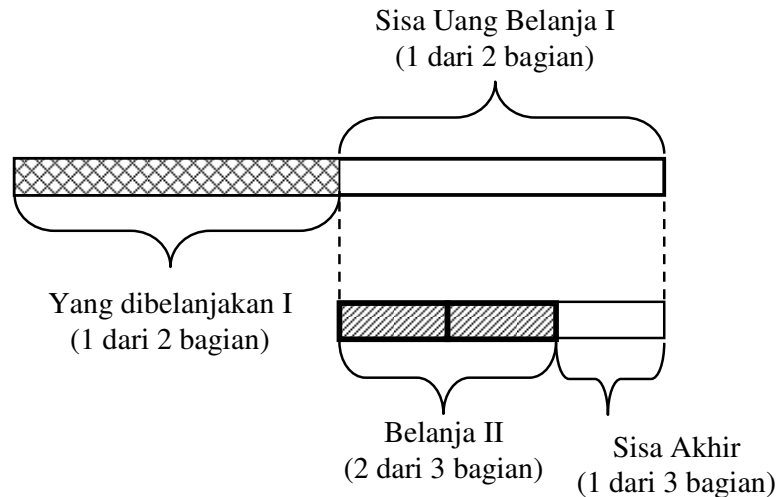 Sisa Uang Belanja I
(1 dari 2 bagian)
Yang dibelanjakan I
(1 dari 2 bagian)
Belanja II
(2 dari 3 bagian)
Sisa Akhir
(1 dari 3 bagian)